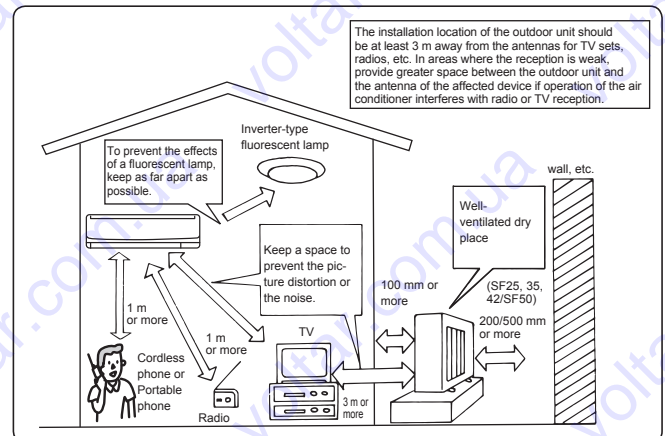 The installation location of the outdoor unit should
be at least 3 m away from the antennas for TV sets,
radios, etc. In areas where the reception is weak,
provide greater space between the outdoor unit and
the antenna of the affected device if operation of the air
conditioner interferes with radio or TV reception.
Inverter-type
fluorescent lamp
To prevent the effects
of a fluorescent lamp,
keep as far apart as
possible.
wall, etc.
Well-
ventilated dry
place
Keep a space to
prevent the pic-
ture distortion or
the noise.
100 mm or
more
(SF25, 35,
42/SF50)
200/500 mm
or more
1 m
or more
1 m
or more
TV
Cordless
phone or
Portable
phone
Radio
3 m or
more
voltar.com.ua